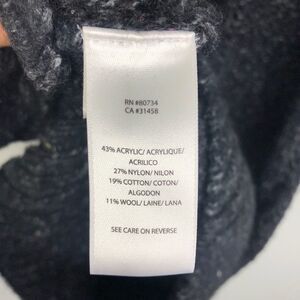 RN #80734
CA #31458
43% ACRYLIC/ ACRYLIQUE/
ACRILICO
27% NYLON/ NILON
19% COTTON/ COTON/
ALGODON
11% WOOL/ LAINE/ LANA
SEE CARE ON REVERSE